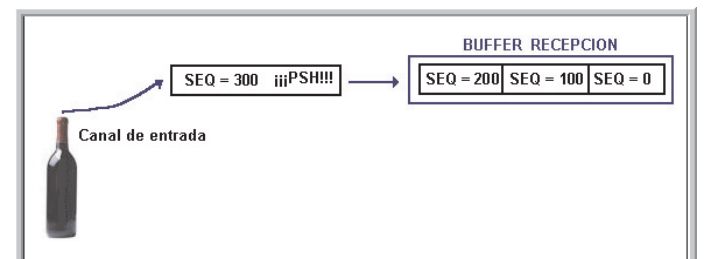 BUFFER RECEPCION
SEQ = 300 ¡¡¡PSH!!!
SEQ = 200 SEQ = 100 SEQ = 0
Canal de entrada